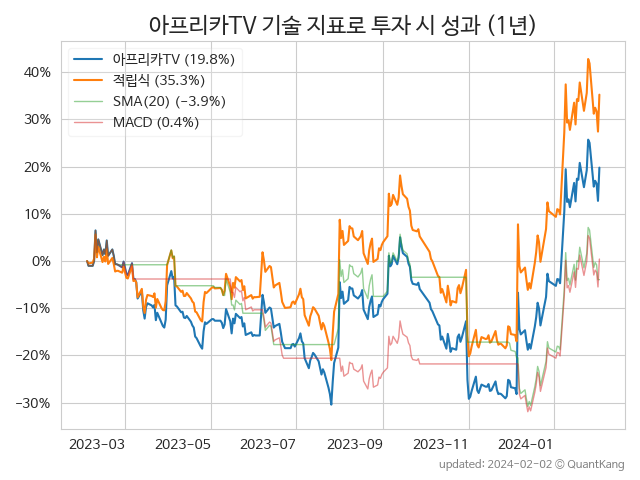 아프리카TV 기술 지표로 투자 시 성과 (1년)
아프리카TV (19.8%)
적립식 (35.3%)
SMA(20) (−3.9%)
MACD (0.4%)
40%
30%
20%
10%
0%
−10%
−20%
−30%
2023-03 2023-05 2023-07 2023-09 2023-11 2024-01
updated: 2024-02-02 © QuantKang